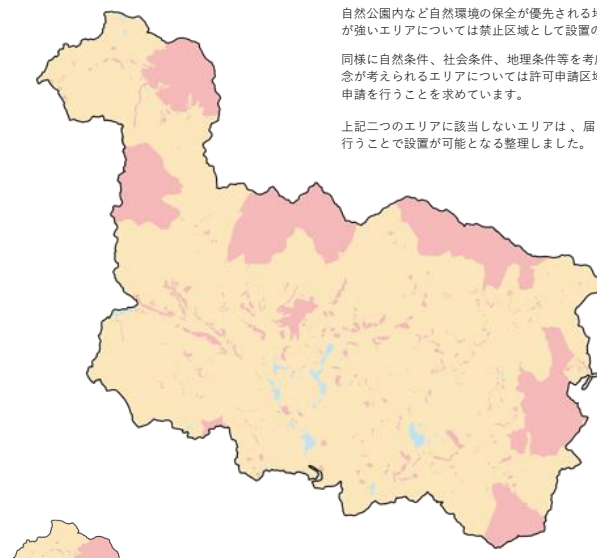 自然公園内など自然環境の保全が優先される
が強いエリアについては禁止区域として設置の
同様に自然条件、社会条件、地理条件等を考
念が考えられるエリアについては許可申請区
申請を行うことを求めています。
上記二つのエリアに該当しないエリアは、届
行うことで設置が可能となる整理しました。